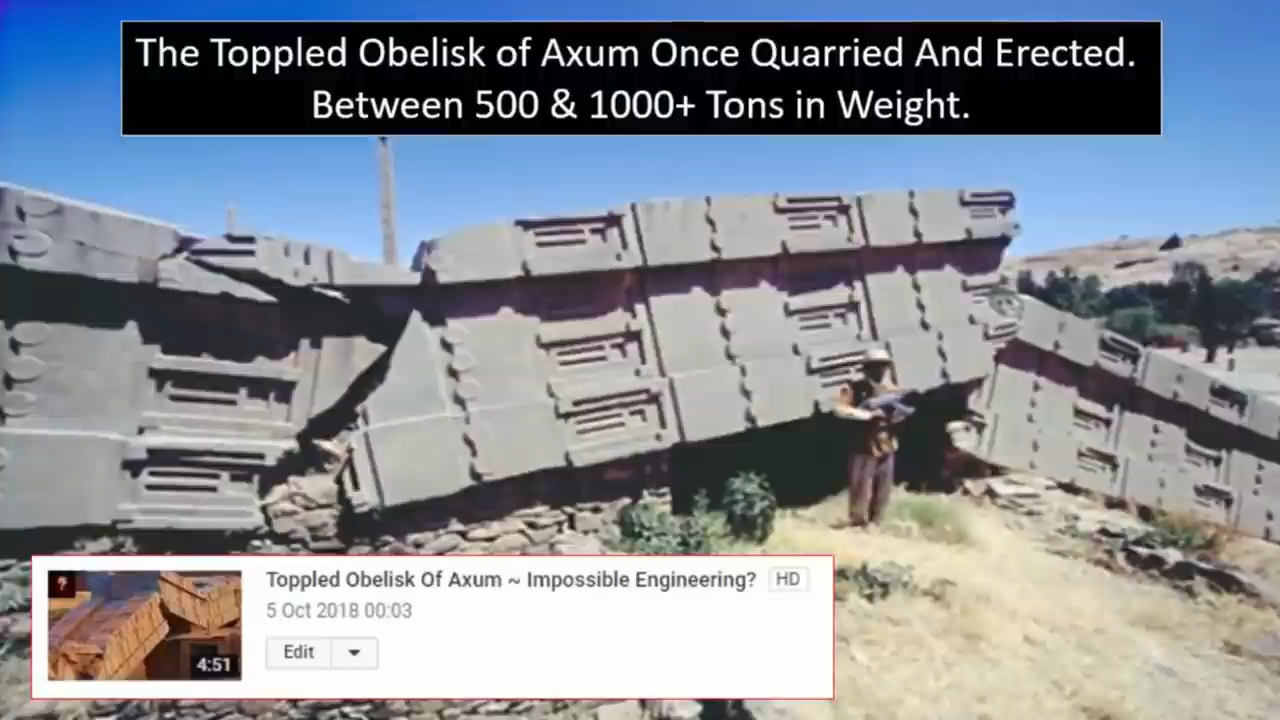 The Toppled Obelisk of Axum Once Quarried And Erected.
Between 500 & 1000+ Tons in Weight.
Toppled Obelisk Of Axum ~ Impossible Engineering? HD
5 Oct 2018 00:03
?
4:51
Edit